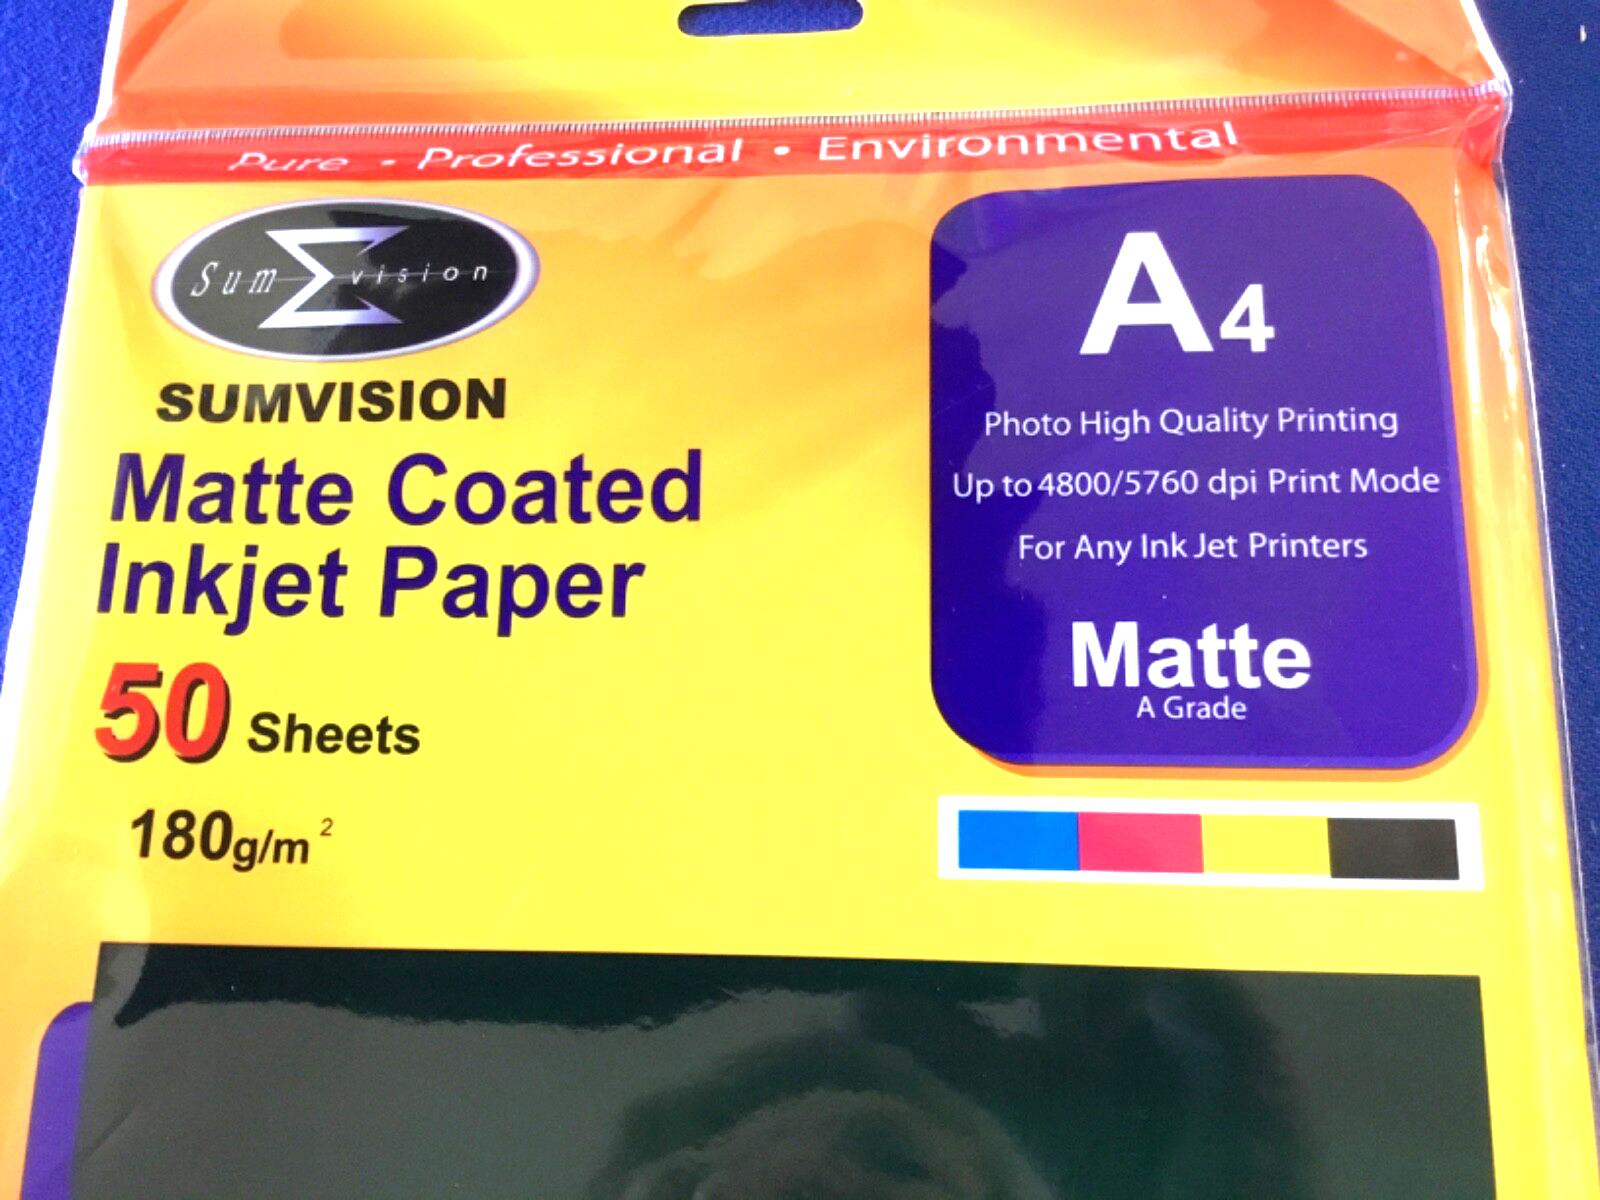 Pure • Professional • Environmental
Sum vision
SUMVISION
Matte Coated
Inkjet Paper
50 Sheets
180g/m²
A4
Photo High Quality Printing
Up to 4800/5760 dpi Print Mode
For Any Ink Jet Printers
Matte
A Grade